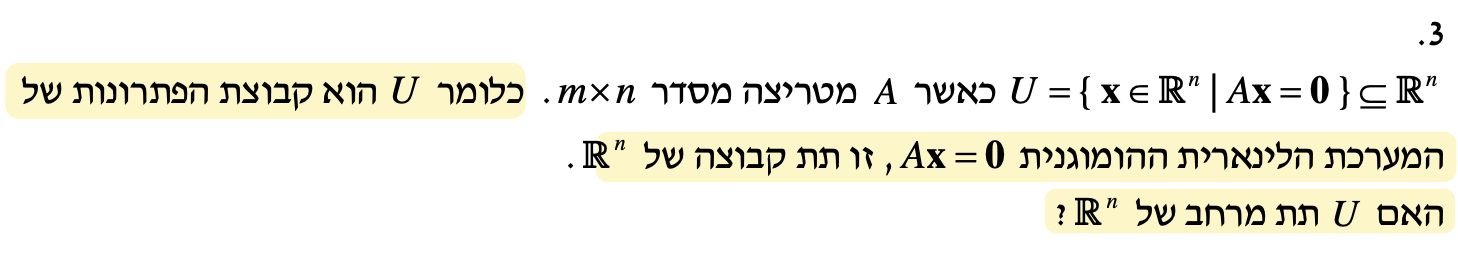 3.
U = { x ∈ ℝⁿ | Ax = 0 } ⊆ ℝⁿ כאשר A מטריצה מסדר m×n . כלומר U הוא קבוצת הפתרונות של
המערכת הלינארית ההומוגנית Ax = 0 , זו תת קבוצה של ℝⁿ .
האם U תת מרחב של ℝⁿ ?